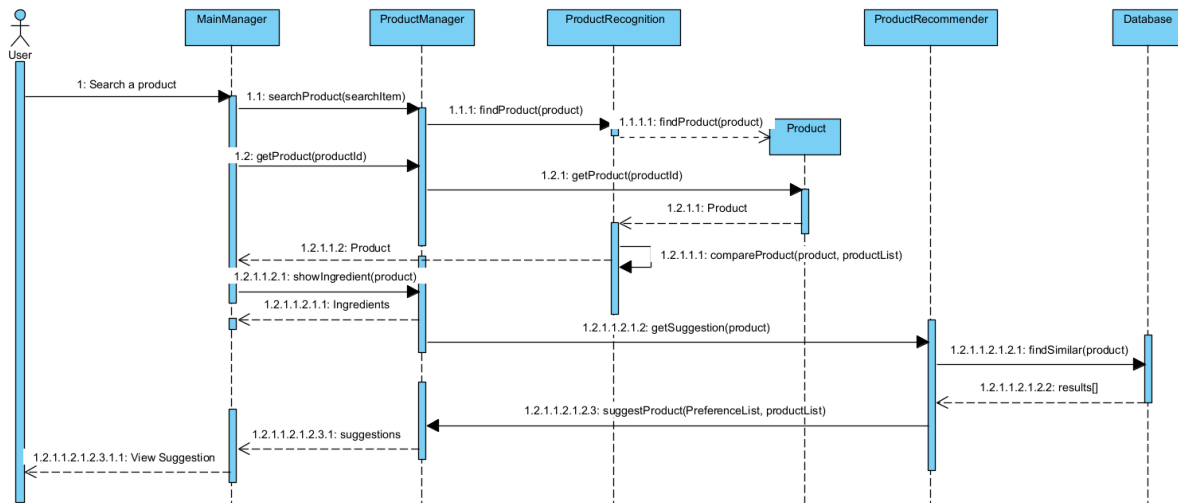 MainManager
ProductManager
ProductRecognition
ProductRecommender
Database
User
1: Search a product
1.1: searchProduct(searchItem)
1.1.1: findProduct(product)
1.1.1.1: findProduct(product)
Product
1.2: getProduct(productId)
1.2.1: getProduct(productId)
1.2.1.1: Product
1.2.1.1.2: Product
1.2.1.1.1: compareProduct(product, productList)
1.2.1.1.2.1: showIngredient(product)
1.2.1.1.2.1.1: Ingredients
1.2.1.1.2.1.2: getSuggestion(product)
1.2.1.1.2.1.2.1: findSimilar(product)
1.2.1.1.2.1.2.2: results[]
1.2.1.1.2.1.2.3: suggestProduct(PreferenceList, productList)
1.2.1.1.2.1.2.3.1: suggestions
1.2.1.1.2.1.2.3.1.1: View Suggestion